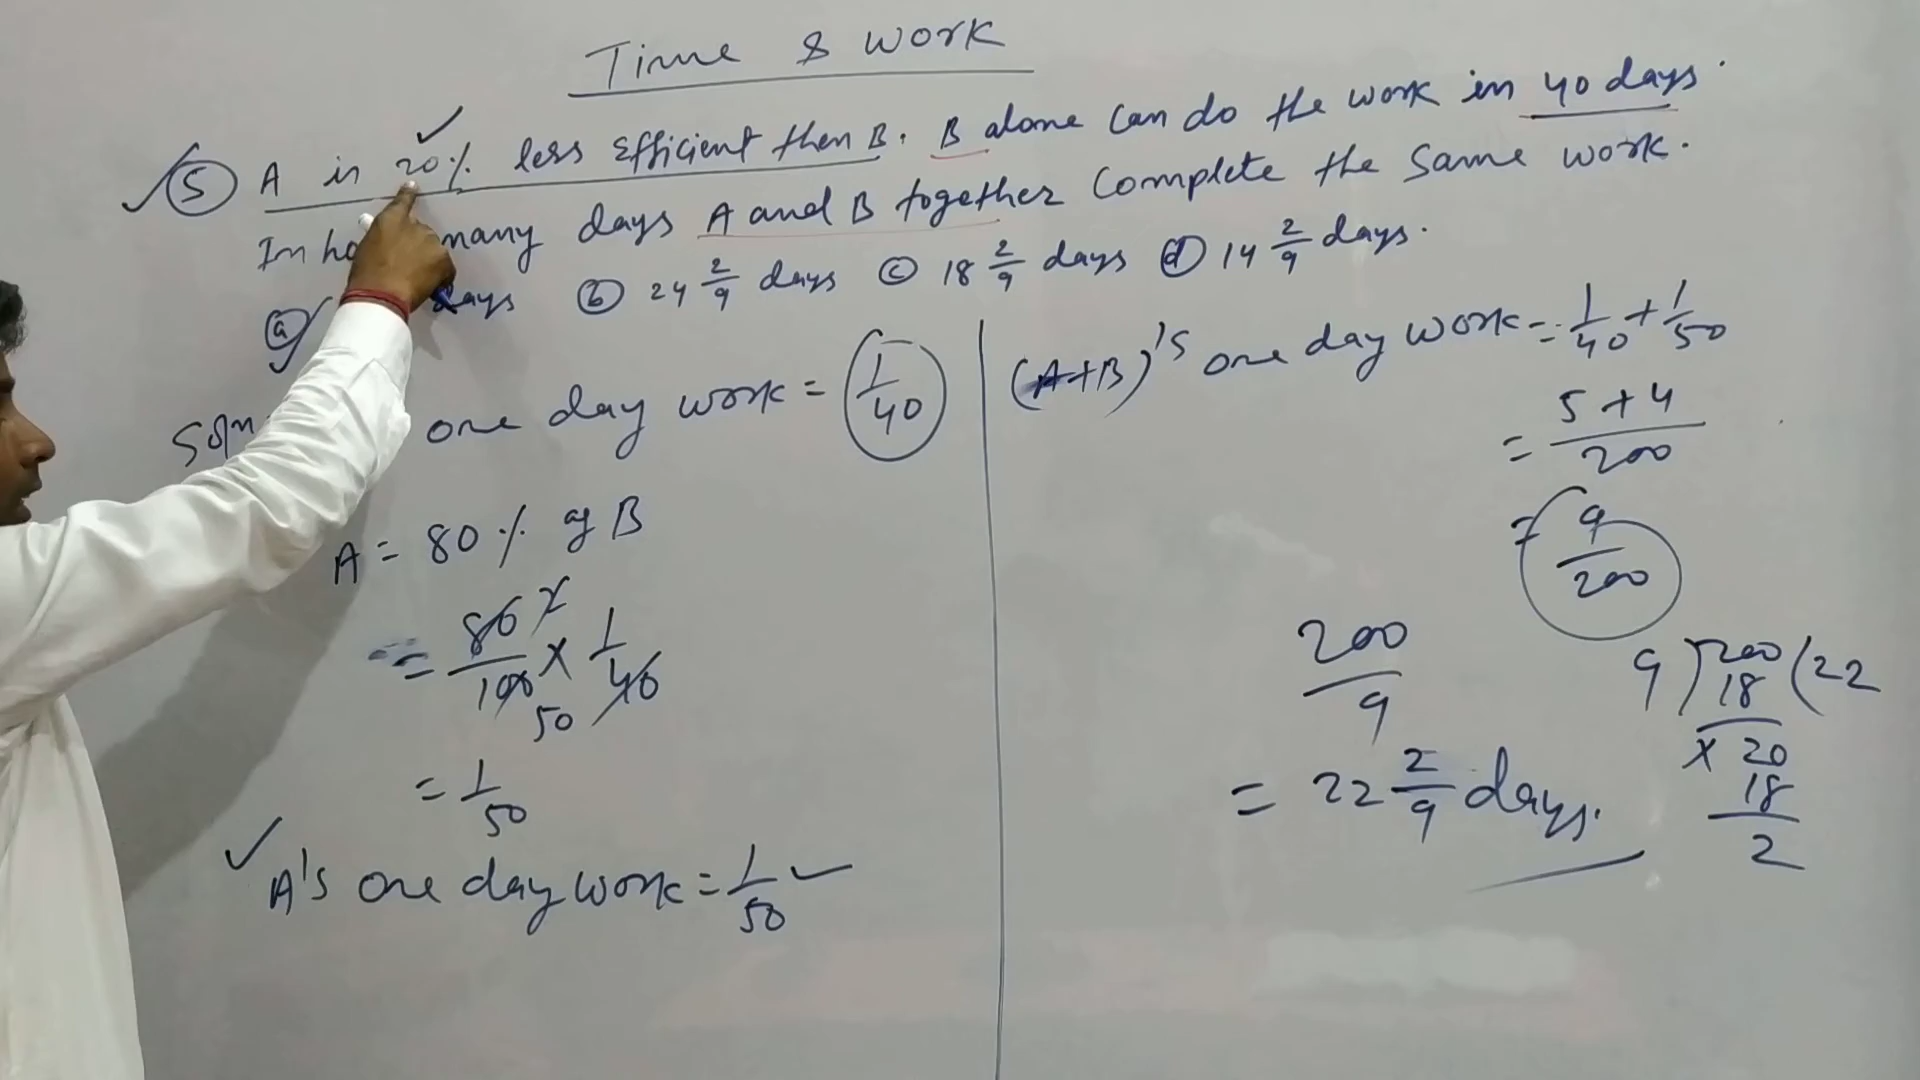 Time & Work
5 A is 20% less Efficient then B. B alone can do the work in 40 days.
In many days A and B together Complete the Same work.
a days b 24 2/9 days c 18 2/9 days d 14 2/9 days.
Soln one day work = 1/40
A = 80% of B
= 80/100 2 × 1/40 50
= 1/50
A's one day work = 1/50
(A+B)'s one day work = 1/40 + 1/50
= 5+4/200
= 9/200
200/9
= 22 2/9 days.
9)200(22
18
x 20
18
2